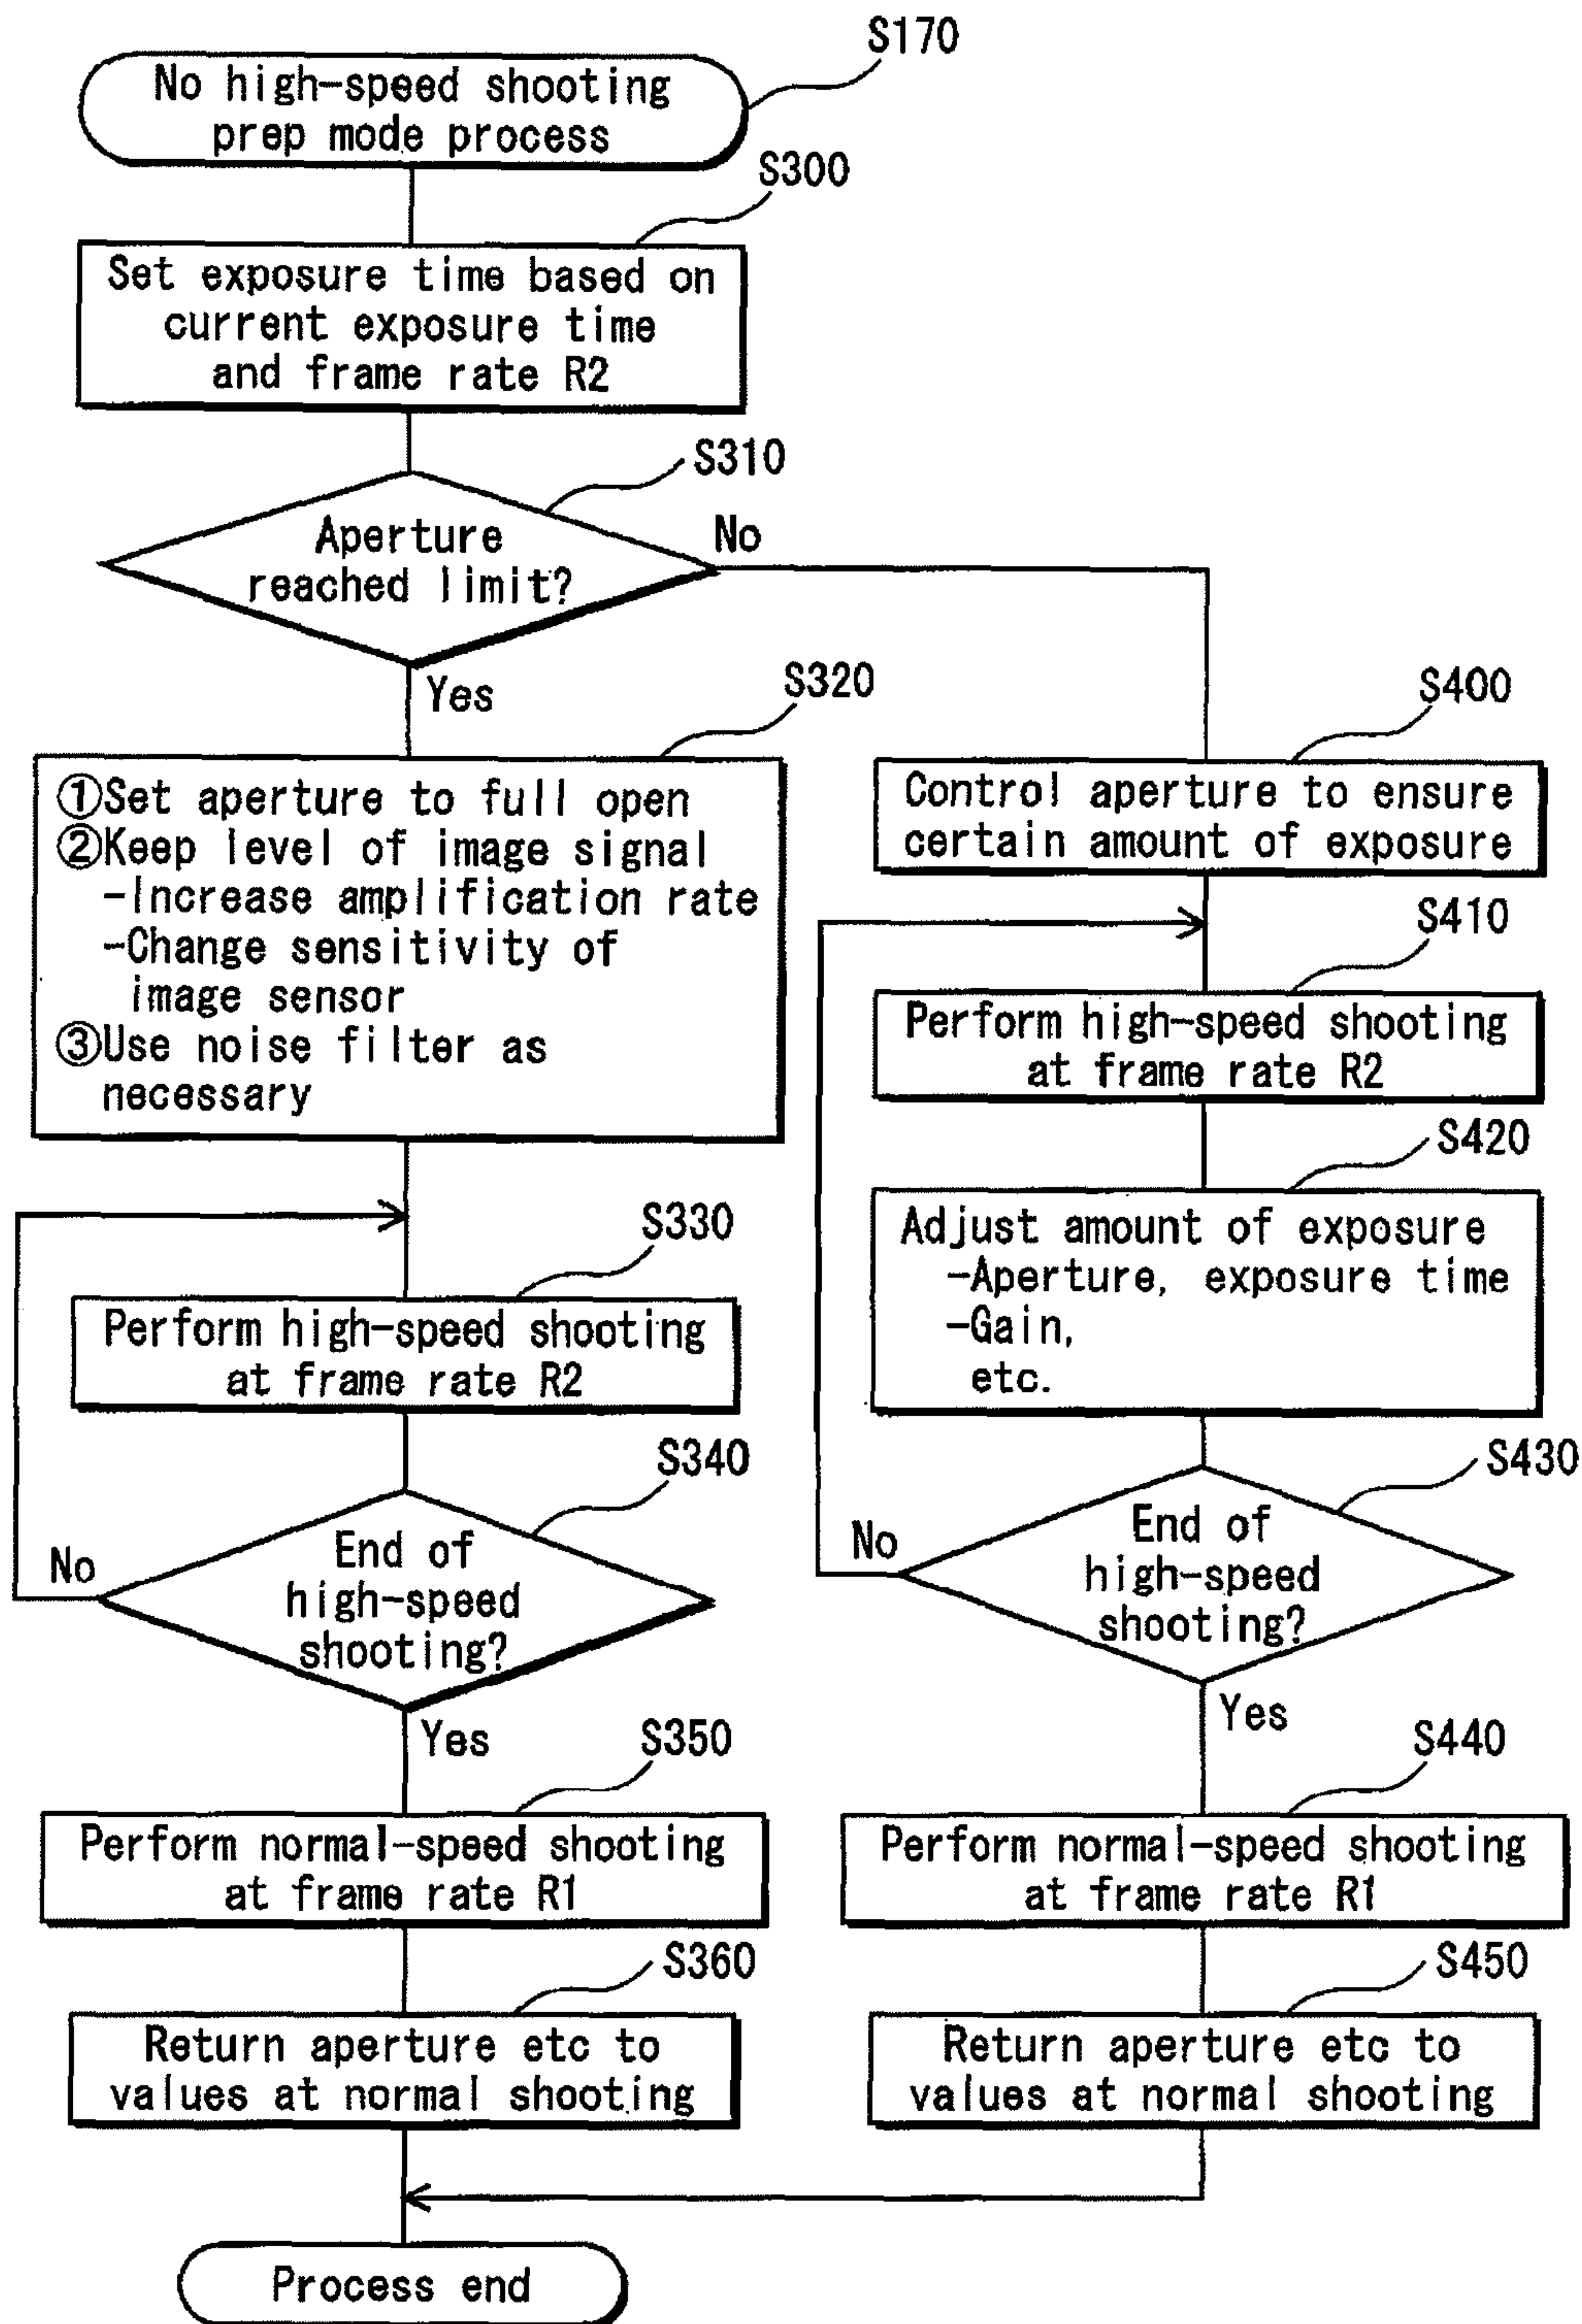 S170
No high-speed shooting
prep mode process
S300
Set exposure time based on
current exposure time
and frame rate R2
S310
Aperture
reached limit?
No
Yes
S320
①Set aperture to full open
②Keep level of image signal
-Increase amplification rate
-Change sensitivity of
image sensor
③Use noise filter as
necessary
S330
Perform high-speed shooting
at frame rate R2
S340
End of
high-speed
shooting?
No
Yes
S350
Perform normal-speed shooting
at frame rate R1
S360
Return aperture etc to
values at normal shooting
S400
Control aperture to ensure
certain amount of exposure
S410
Perform high-speed shooting
at frame rate R2
S420
Adjust amount of exposure
-Aperture, exposure time
-Gain,
etc.
S430
End of
high-speed
shooting?
No
Yes
S440
Perform normal-speed shooting
at frame rate R1
S450
Return aperture etc to
values at normal shooting
Process end